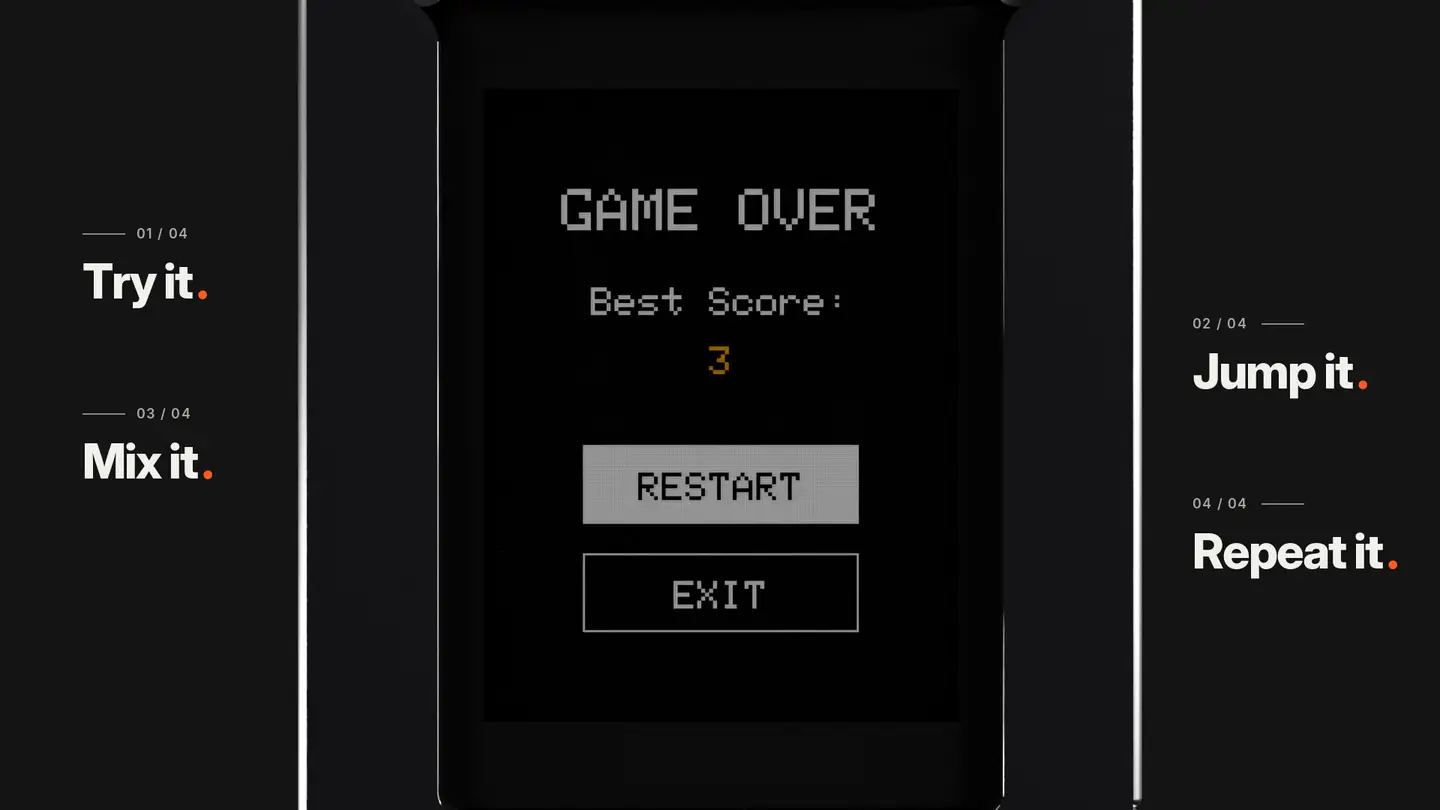 01 / 04
Try it.
02 / 04
Jump it.
03 / 04
Mix it.
04 / 04
Repeat it.
GAME OVER
Best Score:
3
RESTART
EXIT